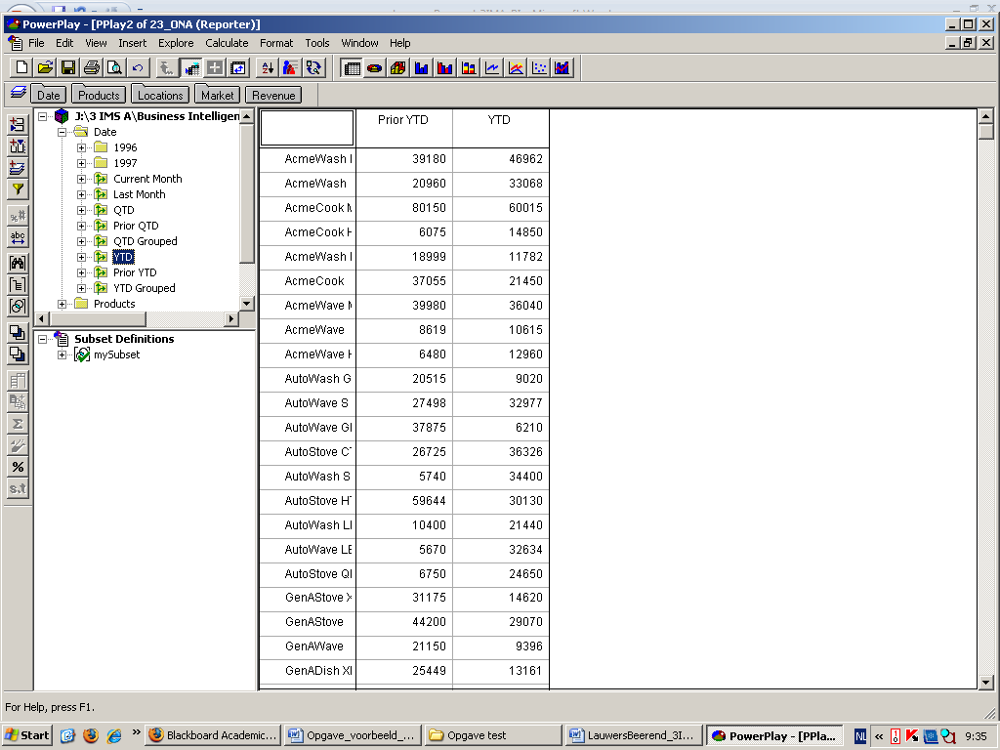 PowerPlay - [PPlay2 of 23_ONA (Reporter)]
File Edit View Insert Explore Calculate Format Tools Window Help
Date Products Locations Market Revenue
J:\3 IMS A\Business Intelligen
Date
1996
1997
Current Month
Last Month
QTD
Prior QTD
QTD Grouped
YTD
Prior YTD
YTD Grouped
Products
Subset Definitions
mySubset
% #
abc
Σ
%
s.t
Prior YTD YTD
AcmeWash 39180 46962
AcmeWash 20960 33068
AcmeCook 80150 60015
AcmeCook 6075 14850
AcmeWash 18999 11782
AcmeCook 37055 21450
AcmeWave 39980 36040
AcmeWave 8619 10615
AcmeWave 6480 12960
AutoWash G 20515 9020
AutoWave S 27498 32977
AutoWave 37875 6210
AutoStove 26725 36326
AutoWash S 5740 34400
AutoStove 59644 30130
AutoWash 10400 21440
AutoWave 5670 32634
AutoStove 6750 24650
GenAStove 31175 14620
GenAStove 44200 29070
GenAWave 21150 9396
GenADish 25449 13161
For Help, press F1.
Start » Blackboard Academic... Opgave_voorbeeld_... Opgave test LauwersBeerend_3I... PowerPlay - [PPla... NL « 9:35